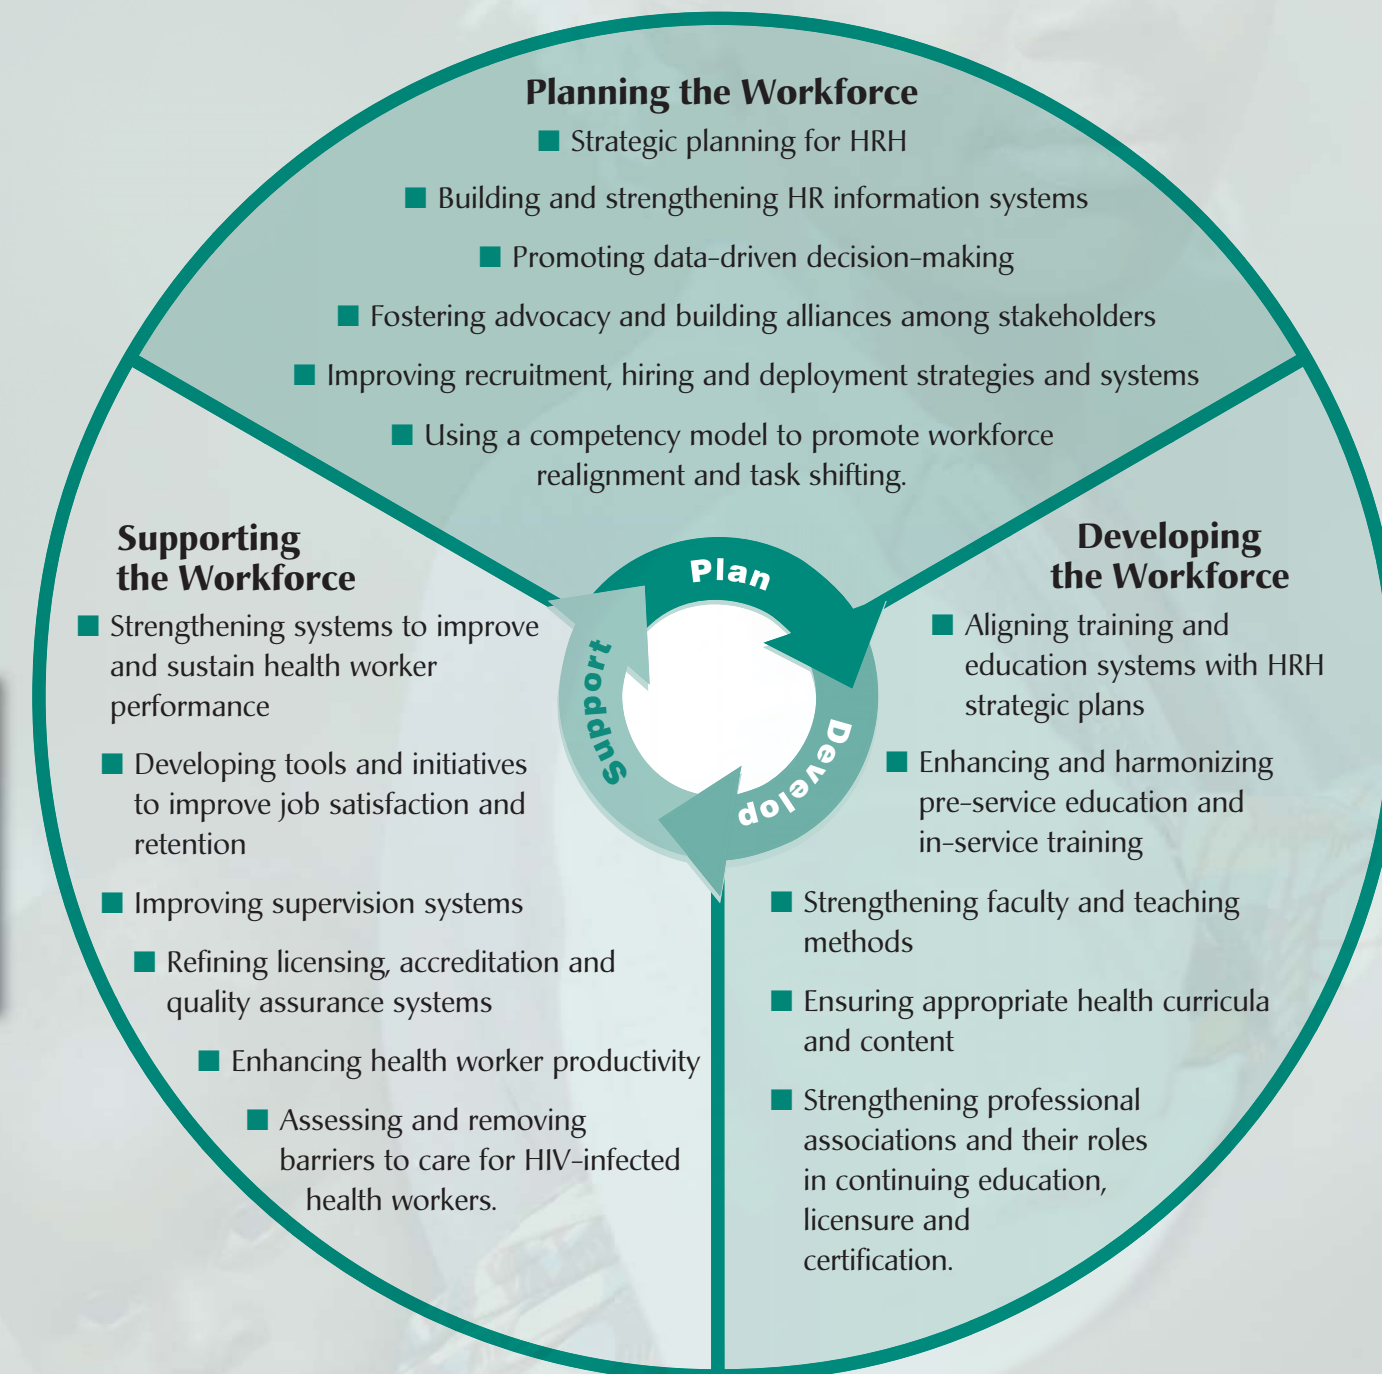 Planning the Workforce
■ Strategic planning for HRH
■ Building and strengthening HR information systems
■ Promoting data-driven decision-making
■ Fostering advocacy and building alliances among stakeholders
■ Improving recruitment, hiring and deployment strategies and systems
■ Using a competency model to promote workforce
realignment and task shifting.
Plan
Develop
Support
Developing
the Workforce
■ Aligning training and
education systems with HRH
strategic plans
■ Enhancing and harmonizing
pre-service education and
in-service training
■ Strengthening faculty and teaching
methods
■ Ensuring appropriate health curricula
and content
■ Strengthening professional
associations and their roles
in continuing education,
licensure and
certification.
Supporting
the Workforce
■ Strengthening systems to improve
and sustain health worker
performance
■ Developing tools and initiatives
to improve job satisfaction and
retention
■ Improving supervision systems
■ Refining licensing, accreditation and
quality assurance systems
■ Enhancing health worker productivity
■ Assessing and removing
barriers to care for HIV-infected
health workers.